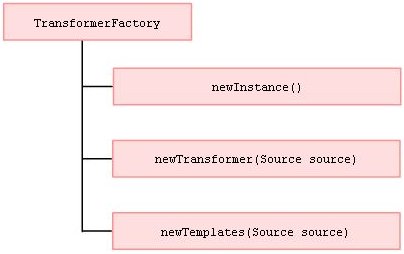 TransformerFactory
newInstance()
newTransformer(Source source)
newTemplates(Source source)